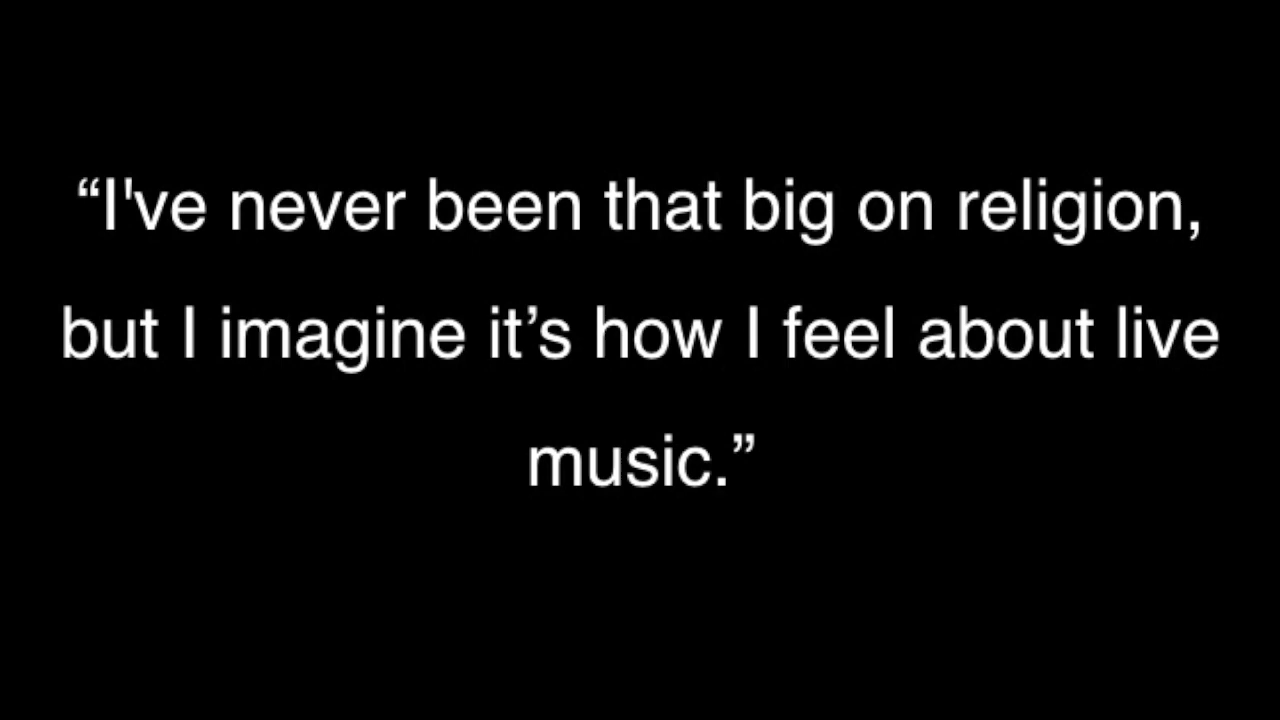 “I've never been that big on religion,
but I imagine it’s how I feel about live
music.”